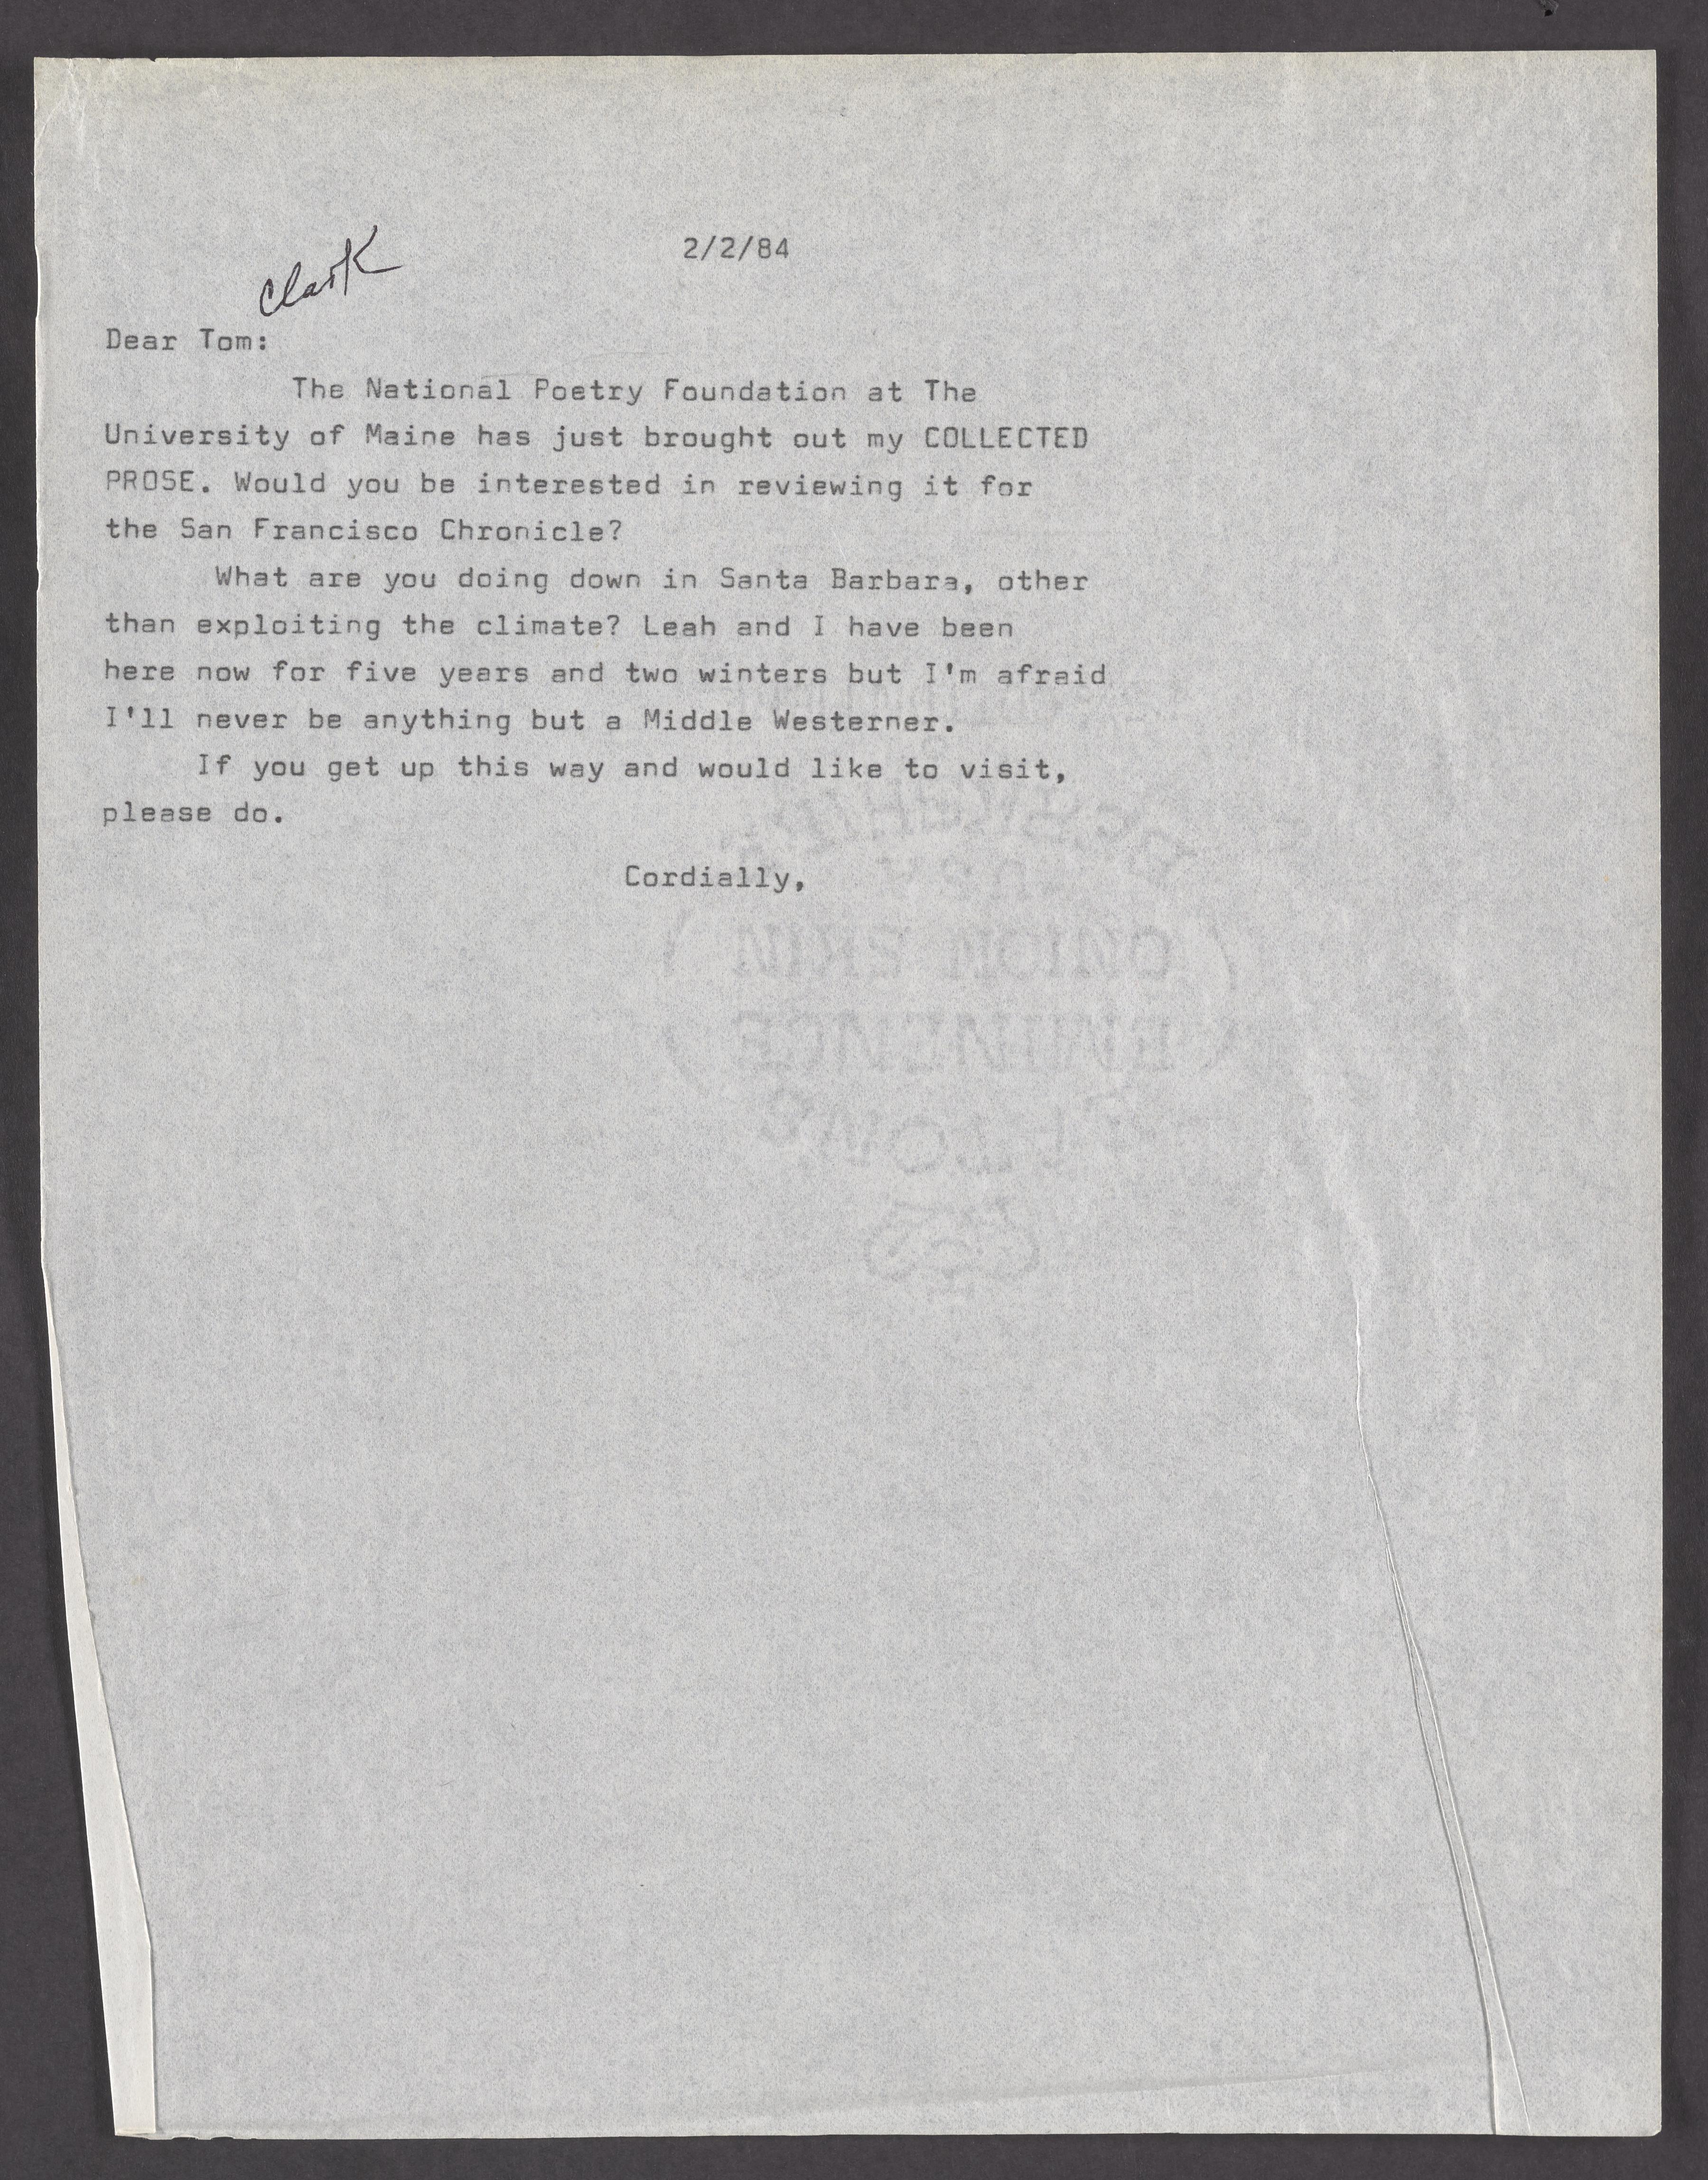 2/2/84
Clark
Dear Tom:
The National Poetry Foundation at The
University of Maine has just brought out my COLLECTED
PROSE. Would you be interested in reviewing it for
the San Francisco Chronicle?
What are you doing down in Santa Barbara, other
than exploiting the climate? Leah and I have been
here now for five years and two winters but I'm afraid
I'll never be anything but a Middle Westerner.
If you get up this way and would like to visit,
please do.
Cordially,
ONION SKIN
EMINENCE